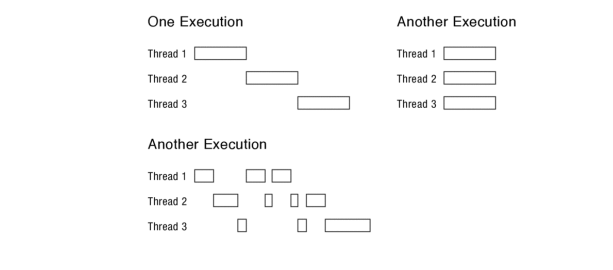 One Execution
Thread 1
Thread 2
Thread 3
Another Execution
Thread 1
Thread 2
Thread 3
Another Execution
Thread 1
Thread 2
Thread 3